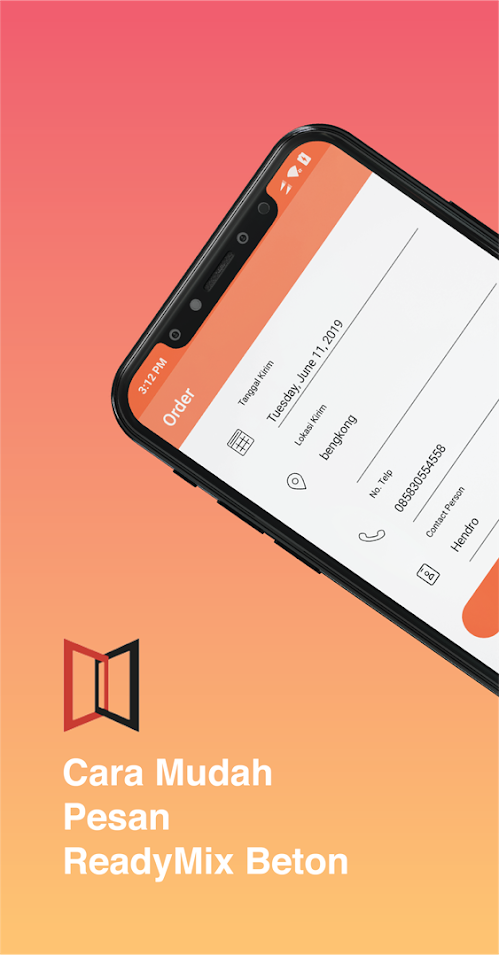 3:12 PM
Order
Tanggal Kirim
Tuesday, June 11, 2019
Lokasi Kirim
bengkong
No. Telp
085830554558
Contact Person
Hendro
Cara Mudah
Pesan
ReadyMix Beton